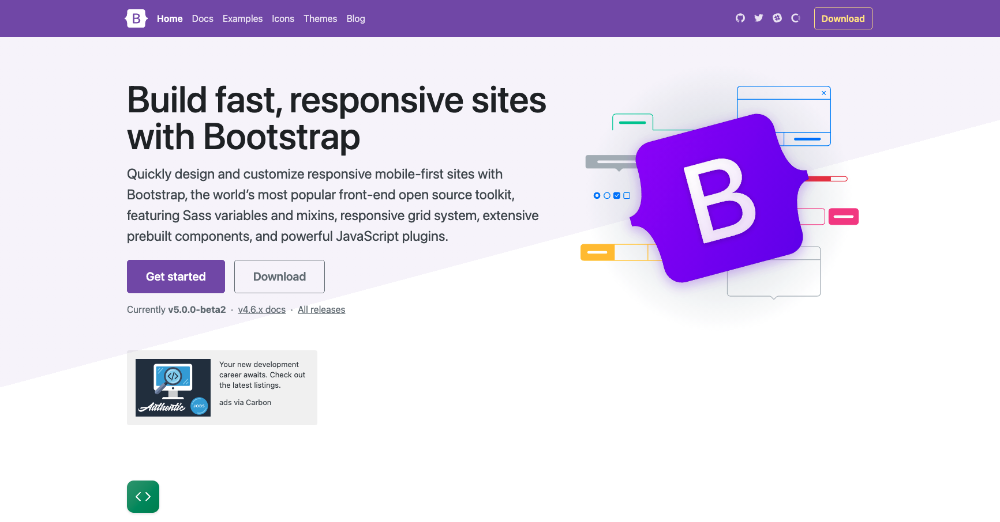 B Home Docs Examples Icons Themes Blog Download
Build fast, responsive sites
with Bootstrap
Quickly design and customize responsive mobile-first sites with
Bootstrap, the world’s most popular front-end open source toolkit,
featuring Sass variables and mixins, responsive grid system, extensive
prebuilt components, and powerful JavaScript plugins.
Get started Download
Currently v5.0.0-beta2 · v4.6.x docs · All releases
B
Your new development
career awaits. Check out
the latest listings.
ads via Carbon
</>
Authentic JOBS
< >